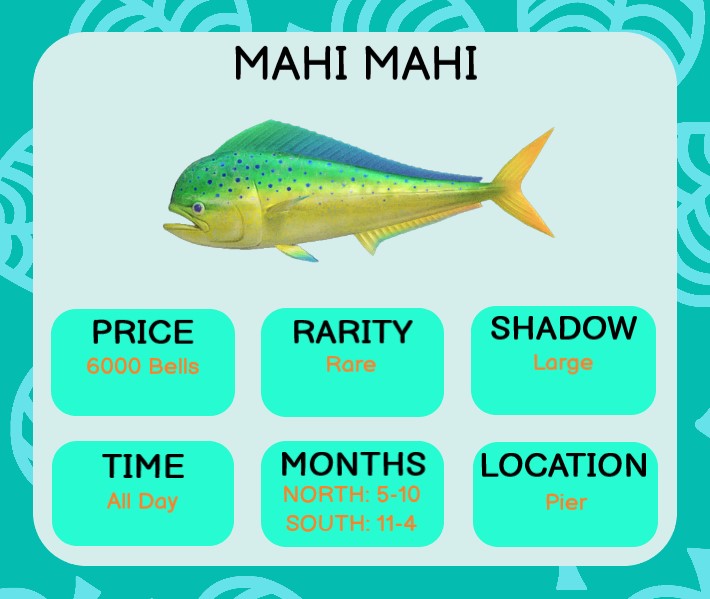 MAHI MAHI
PRICE
6000 Bells
RARITY
Rare
SHADOW
Large
TIME
All Day
MONTHS
NORTH: 5-10
SOUTH: 11-4
LOCATION
Pier